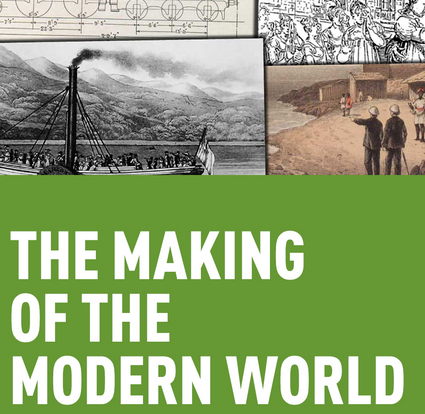 THE MAKING
OF THE
MODERN WORLD